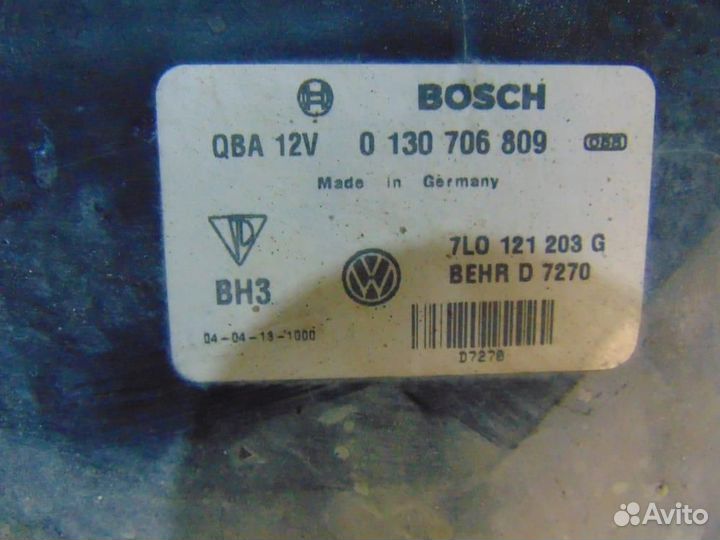 BOSCH
QBA 12V 0 130 706 809
Made in Germany
7L0 121 203 G
BEHR D 7270
BH3
04-04-13-1000
D7270
Avito